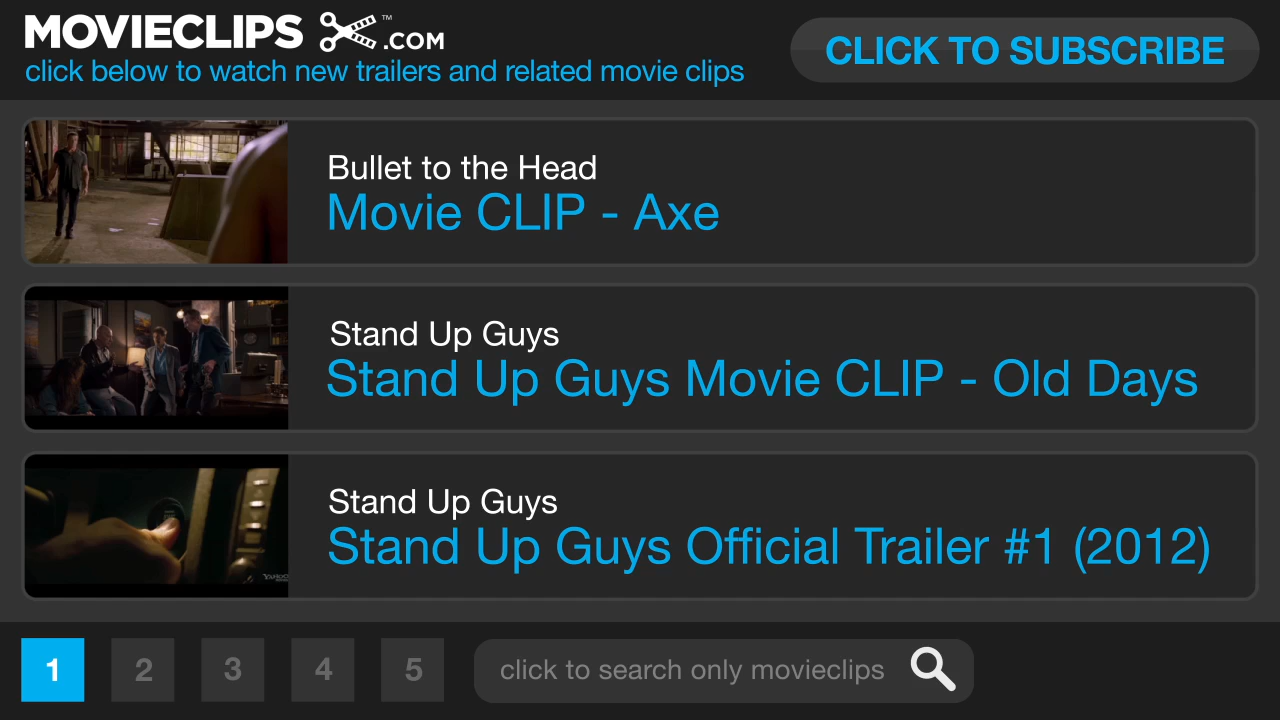 MOVIECLIPS ™ .COM
click below to watch new trailers and related movie clips
CLICK TO SUBSCRIBE
Bullet to the Head
Movie CLIP - Axe
Stand Up Guys
Stand Up Guys Movie CLIP - Old Days
Stand Up Guys
Stand Up Guys Official Trailer #1 (2012)
1 2 3 4 5
click to search only movieclips